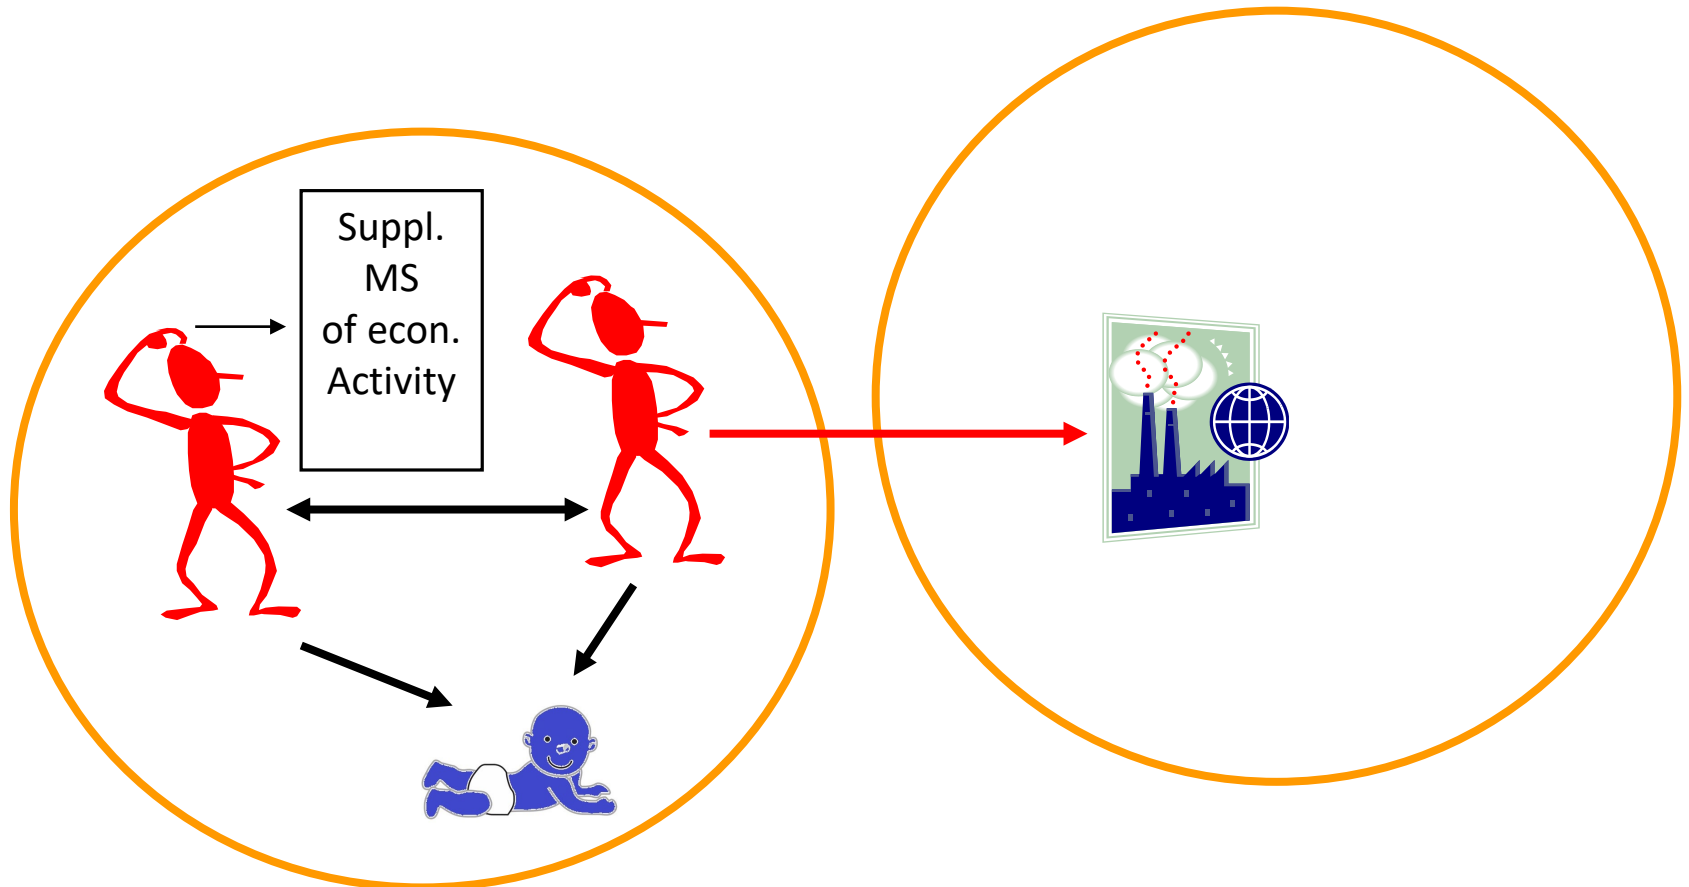 Suppl.
MS
of econ.
Activity